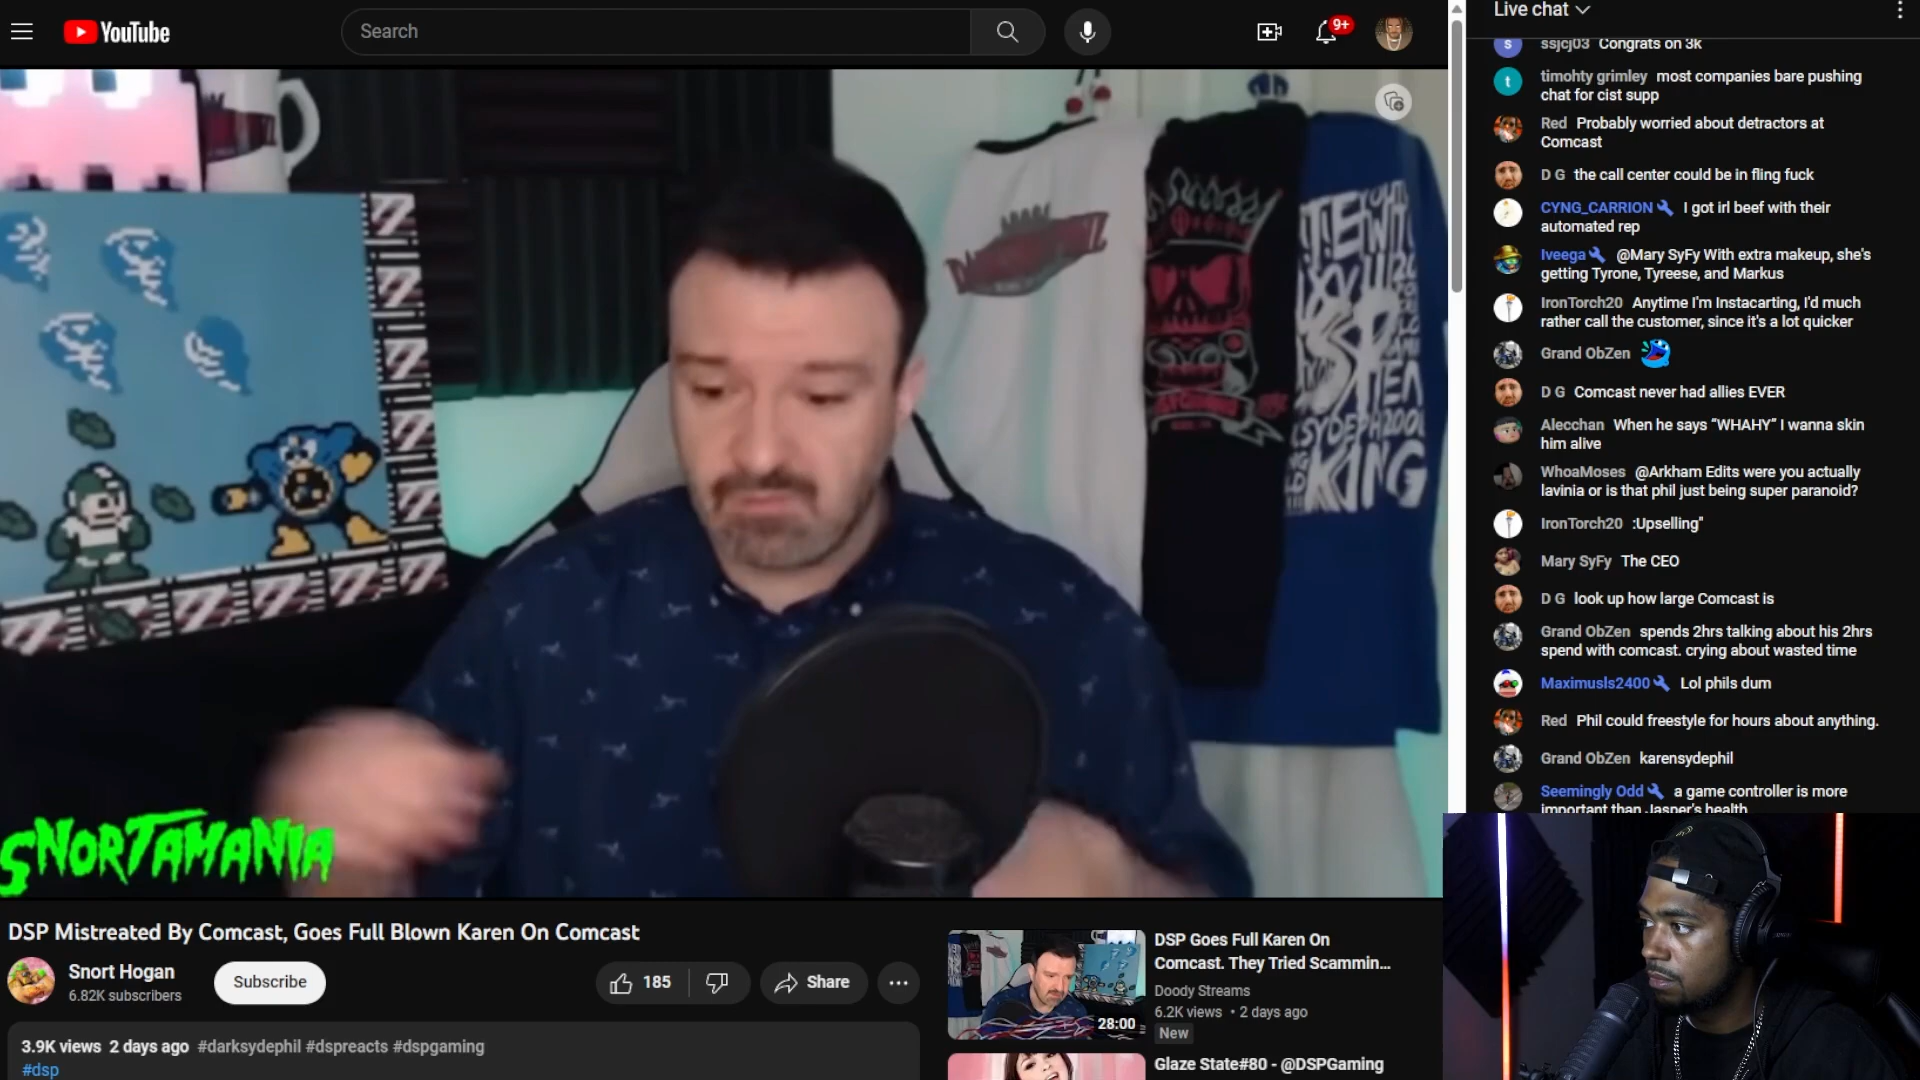 YouTube
Search
9+
Live chat
ssjcj03 Congrats on 3k
timohty grimley most companies bare pushing
chat for cist supp
Red Probably worried about detractors at
Comcast
D G the call center could be in fling fuck
CYNG_CARRION I got irl beef with their
automated rep
Iveega @Mary SyFy With extra makeup, she's
getting Tyrone, Tyreese, and Markus
IronTorch20 Anytime I'm Instacarting, I'd much
rather call the customer, since it's a lot quicker
Grand ObZen
D G Comcast never had allies EVER
Alecchan When he says “WHAHY” I wanna skin
him alive
WhoaMoses @Arkham Edits were you actually
lavinia or is that phil just being super paranoid?
IronTorch20 :Upselling"
Mary SyFy The CEO
D G look up how large Comcast is
Grand ObZen spends 2hrs talking about his 2hrs
spend with comcast. crying about wasted time
Maximusls2400 Lol phils dum
Red Phil could freestyle for hours about anything.
Grand ObZen karensydephil
Seemingly Odd a game controller is more
important than Jasper's health
KING
SNORTAMANIA
DSP Mistreated By Comcast, Goes Full Blown Karen On Comcast
Snort Hogan
6.82K subscribers
Subscribe
185
Share
3.9K views 2 days ago #darksydephil #dspreacts #dspgaming
#dsp
28:00
DSP Goes Full Karen On
Comcast. They Tried Scammin...
Doody Streams
6.2K views • 2 days ago
New
Glaze State#80 - @DSPGaming